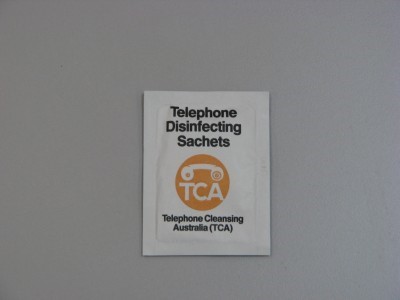 Telephone
Disinfecting
Sachets
TCA
Telephone Cleansing
Australia (TCA)